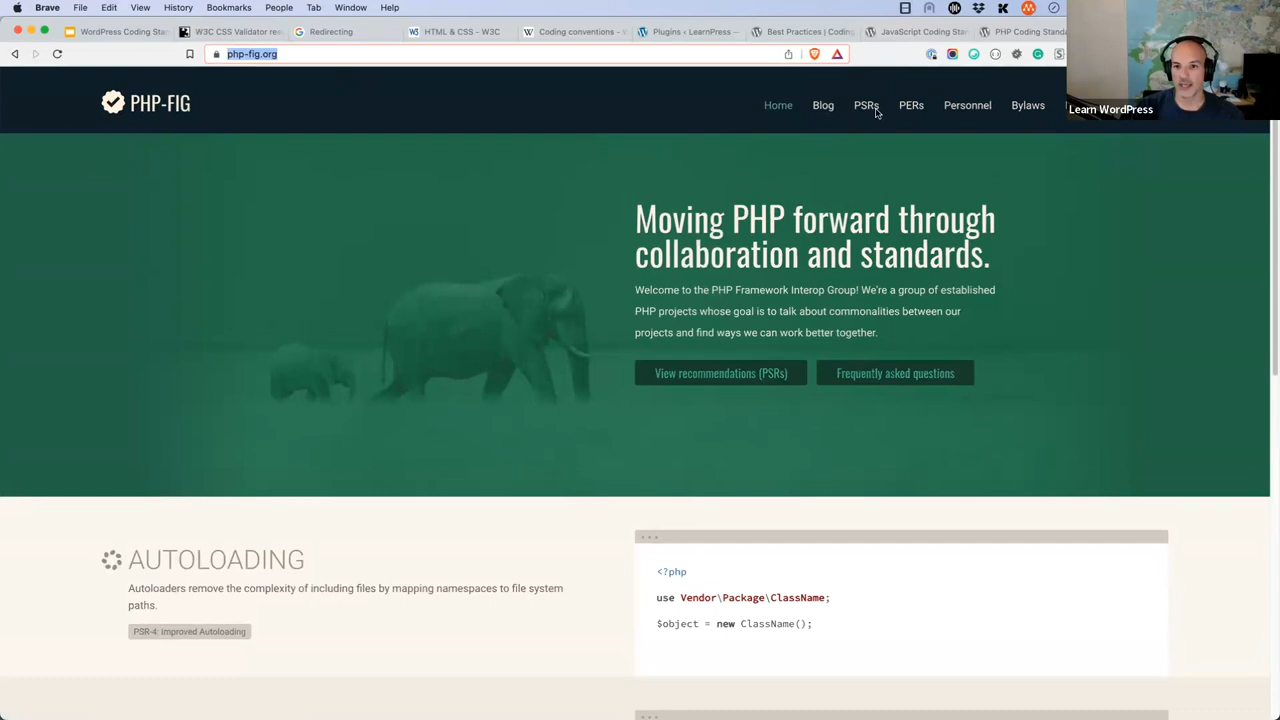 Brave File Edit View History Bookmarks People Tab Window Help
WordPress Coding Sta
W3C CSS Validator res
Redirecting
HTML & CSS - W3C
Coding conventions - W
Plugins ‹ LearnPress —
Best Practices | Coding
JavaScript Coding Star
PHP Coding Standa
php-fig.org
PHP-FIG
Home Blog PSRs PERs Personnel Bylaws
Learn WordPress
Moving PHP forward through
collaboration and standards.
Welcome to the PHP Framework Interop Group! We're a group of established
PHP projects whose goal is to talk about commonalities between our
projects and find ways we can work better together.
View recommendations (PSRs) Frequently asked questions
AUTOLOADING
Autoloaders remove the complexity of including files by mapping namespaces to file system
paths.
PSR-4: Improved Autoloading
<?php
use Vendor\Package\ClassName;
$object = new ClassName();